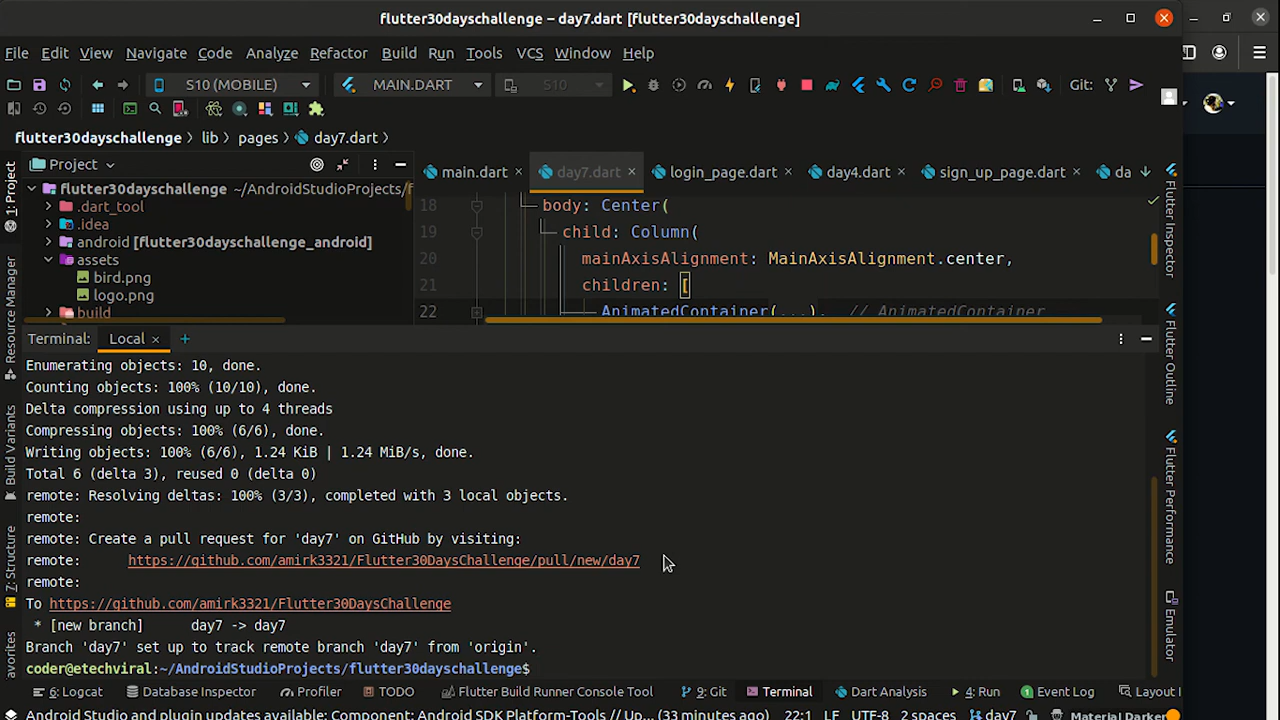 flutter30dayschallenge – day7.dart [flutter30dayschallenge]
File Edit View Navigate Code Analyze Refactor Build Run Tools VCS Window Help
S10 (MOBILE) MAIN.DART S10 Git:
flutter30dayschallenge lib pages day7.dart
Project main.dart day7.dart login_page.dart day4.dart sign_up_page.dart da
flutter30dayschallenge ~/AndroidStudioProjects/f
.dart_tool
.idea
android [flutter30dayschallenge_android]
assets
bird.png
logo.png
build
18 body: Center(
19 child: Column(
20 mainAxisAlignment: MainAxisAlignment.center,
21 children: [
22 AnimatedContainer(...), // AnimatedContainer
1: Project
Resource Manager
Build Variants
Z: Structure
avorites
Flutter Inspector
Flutter Outline
Flutter Performance
Emulator
Terminal: Local
Enumerating objects: 10, done.
Counting objects: 100% (10/10), done.
Delta compression using up to 4 threads
Compressing objects: 100% (6/6), done.
Writing objects: 100% (6/6), 1.24 KiB | 1.24 MiB/s, done.
Total 6 (delta 3), reused 0 (delta 0)
remote: Resolving deltas: 100% (3/3), completed with 3 local objects.
remote:
remote: Create a pull request for 'day7' on GitHub by visiting:
remote: https://github.com/amirk3321/Flutter30DaysChallenge/pull/new/day7
remote:
To https://github.com/amirk3321/Flutter30DaysChallenge
* [new branch] day7 -> day7
Branch 'day7' set up to track remote branch 'day7' from 'origin'.
coder@etechviral:~/AndroidStudioProjects/flutter30dayschallenge$
6: Logcat Database Inspector Profiler TODO Flutter Build Runner Console Tool 9: Git Terminal Dart Analysis 4: Run 1 Event Log Layout I
Android Studio and plugin updates available: Component: Android SDK Platform-Tools // Up... (33 minutes ago) 22:1 LF UTF-8 2 spaces day7 Material Darker